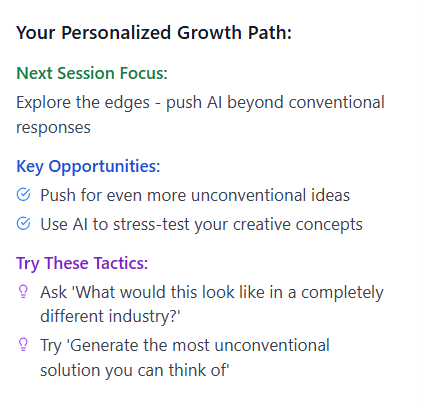 Your Personalized Growth Path:
Next Session Focus:
Explore the edges - push AI beyond conventional
responses
Key Opportunities:
Push for even more unconventional ideas
Use AI to stress-test your creative concepts
Try These Tactics:
Ask 'What would this look like in a completely
different industry?'
Try 'Generate the most unconventional
solution you can think of'